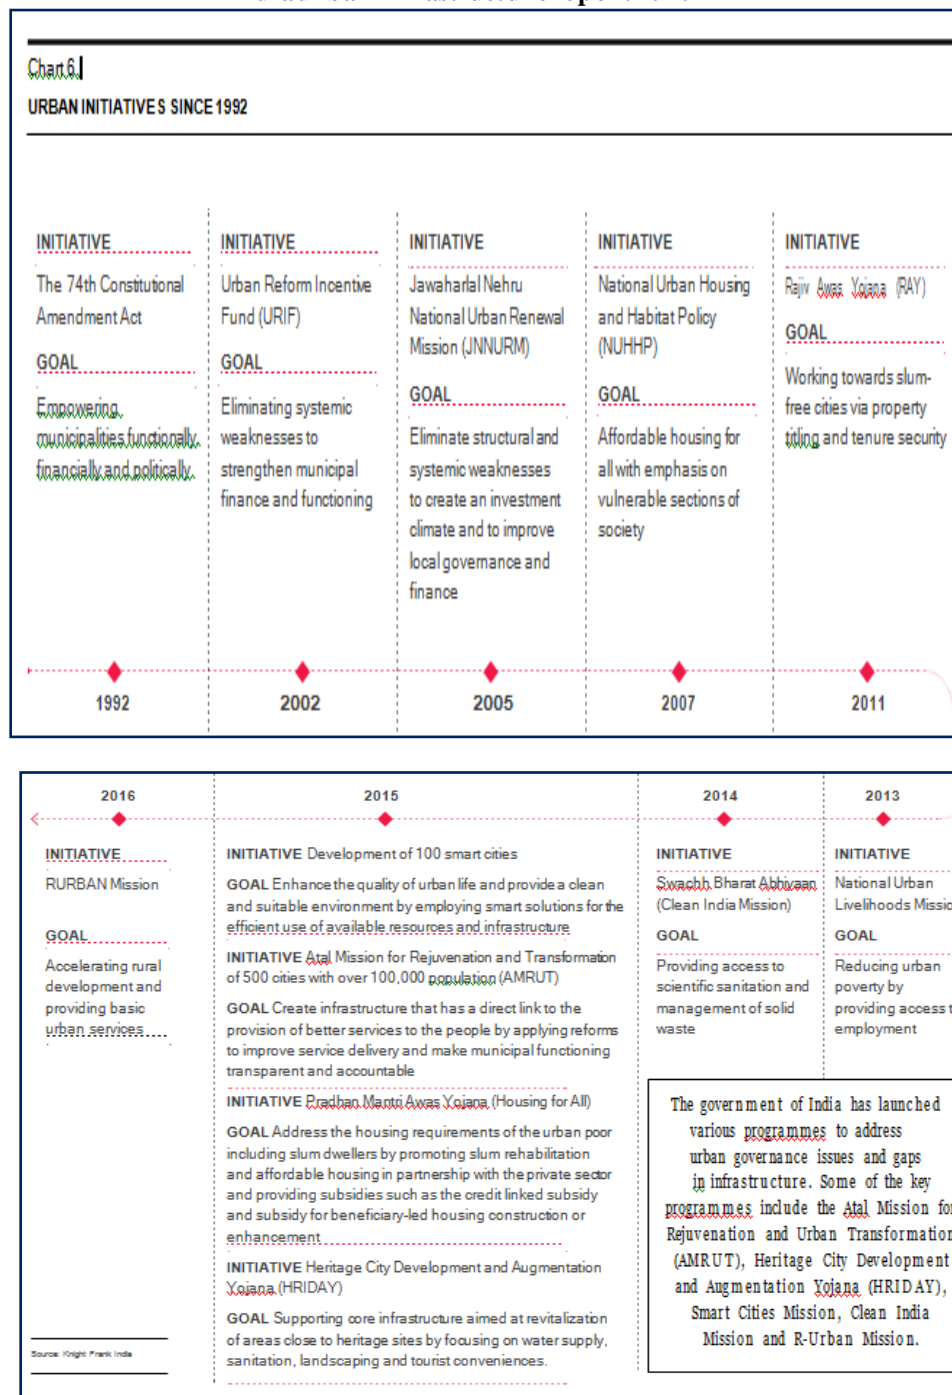 Chart 6.
URBAN INITIATIVES SINCE 1992
INITIATIVE
The 74th Constitutional
Amendment Act
GOAL
Empowering
municipalities functionally,
financially and politically.
1992
INITIATIVE
Urban Reform Incentive
Fund (URIF)
GOAL
Eliminating systemic
weaknesses to
strengthen municipal
finance and functioning
2002
INITIATIVE
Jawaharlal Nehru
National Urban Renewal
Mission (JNNURM)
GOAL
Eliminate structural and
systemic weaknesses
to create an investment
climate and to improve
local governance and
finance
2005
INITIATIVE
National Urban Housing
and Habitat Policy
(NUHHP)
GOAL
Affordable housing for
all with emphasis on
vulnerable sections of
society
2007
INITIATIVE
Rajiv Awas Yojana (RAY)
GOAL
Working towards slum-
free cities via property
titling and tenure security
2011
2016
INITIATIVE
RURBAN Mission
GOAL
Accelerating rural
development and
providing basic
urban services
2015
INITIATIVE Development of 100 smart cities
GOAL Enhance the quality of urban life and provide a clean
and suitable environment by employing smart solutions for the
efficient use of available resources and infrastructure
INITIATIVE Atal Mission for Rejuvenation and Transformation
of 500 cities with over 100,000 population (AMRUT)
GOAL Create infrastructure that has a direct link to the
provision of better services to the people by applying reforms
to improve service delivery and make municipal functioning
transparent and accountable
INITIATIVE Pradhan Mantri Awas Yojana (Housing for All)
GOAL Address the housing requirements of the urban poor
including slum dwellers by promoting slum rehabilitation
and affordable housing in partnership with the private sector
and providing subsidies such as the credit linked subsidy
and subsidy for beneficiary-led housing construction or
enhancement
INITIATIVE Heritage City Development and Augmentation
Yojana (HRIDAY)
GOAL Supporting core infrastructure aimed at revitalization
of areas close to heritage sites by focusing on water supply,
sanitation, landscaping and tourist conveniences.
2014
INITIATIVE
Swachh Bharat Abhiyaan
(Clean India Mission)
GOAL
Providing access to
scientific sanitation and
management of solid
waste
2013
INITIATIVE
National Urban
Livelihoods Missio
GOAL
Reducing urban
poverty by
providing access t
employment
The government of India has launched
various programmes to address
urban governance issues and gaps
in infrastructure. Some of the key
programmes include the Atal Mission for
Rejuvenation and Urban Transformation
(AMRUT), Heritage City Development
and Augmentation Yojana (HRIDAY),
Smart Cities Mission, Clean India
Mission and R-Urban Mission.
Source: Knight Frank India